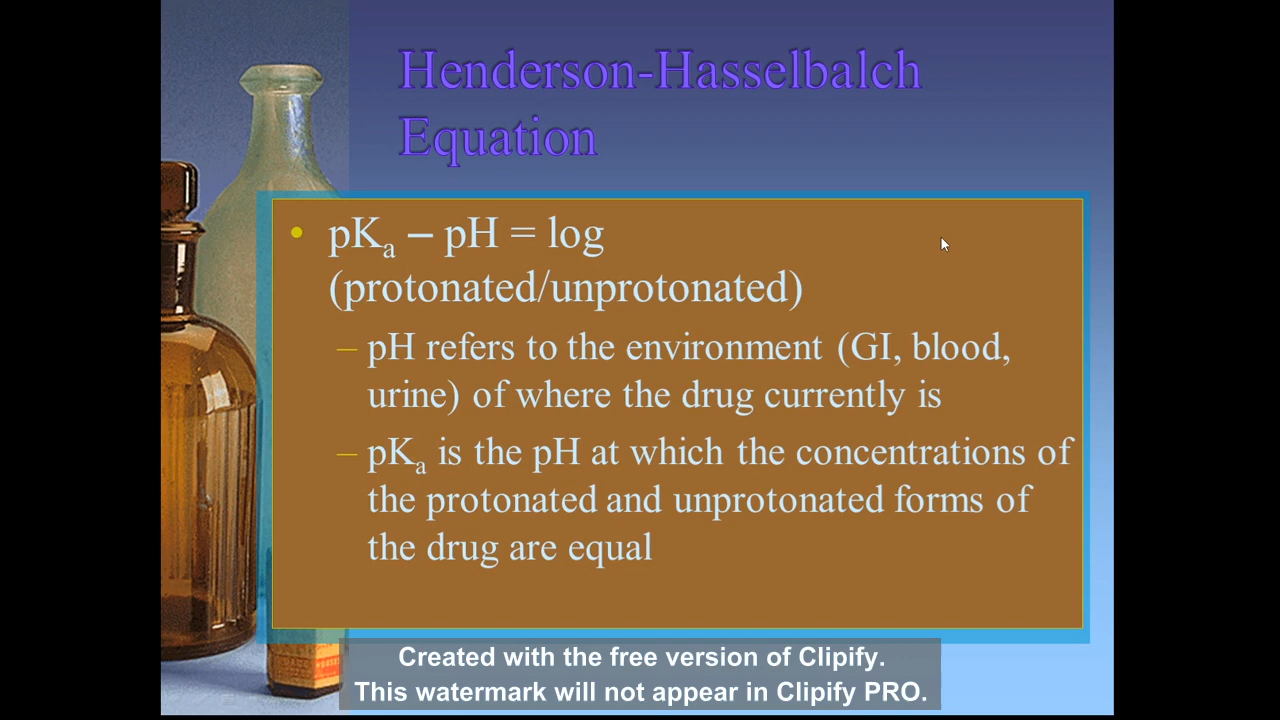 Henderson-Hasselbalch
Equation
• pKₐ – pH = log
(protonated/unprotonated)
– pH refers to the environment (GI, blood,
urine) of where the drug currently is
– pKₐ is the pH at which the concentrations of
the protonated and unprotonated forms of
the drug are equal
Created with the free version of Clipify.
This watermark will not appear in Clipify PRO.